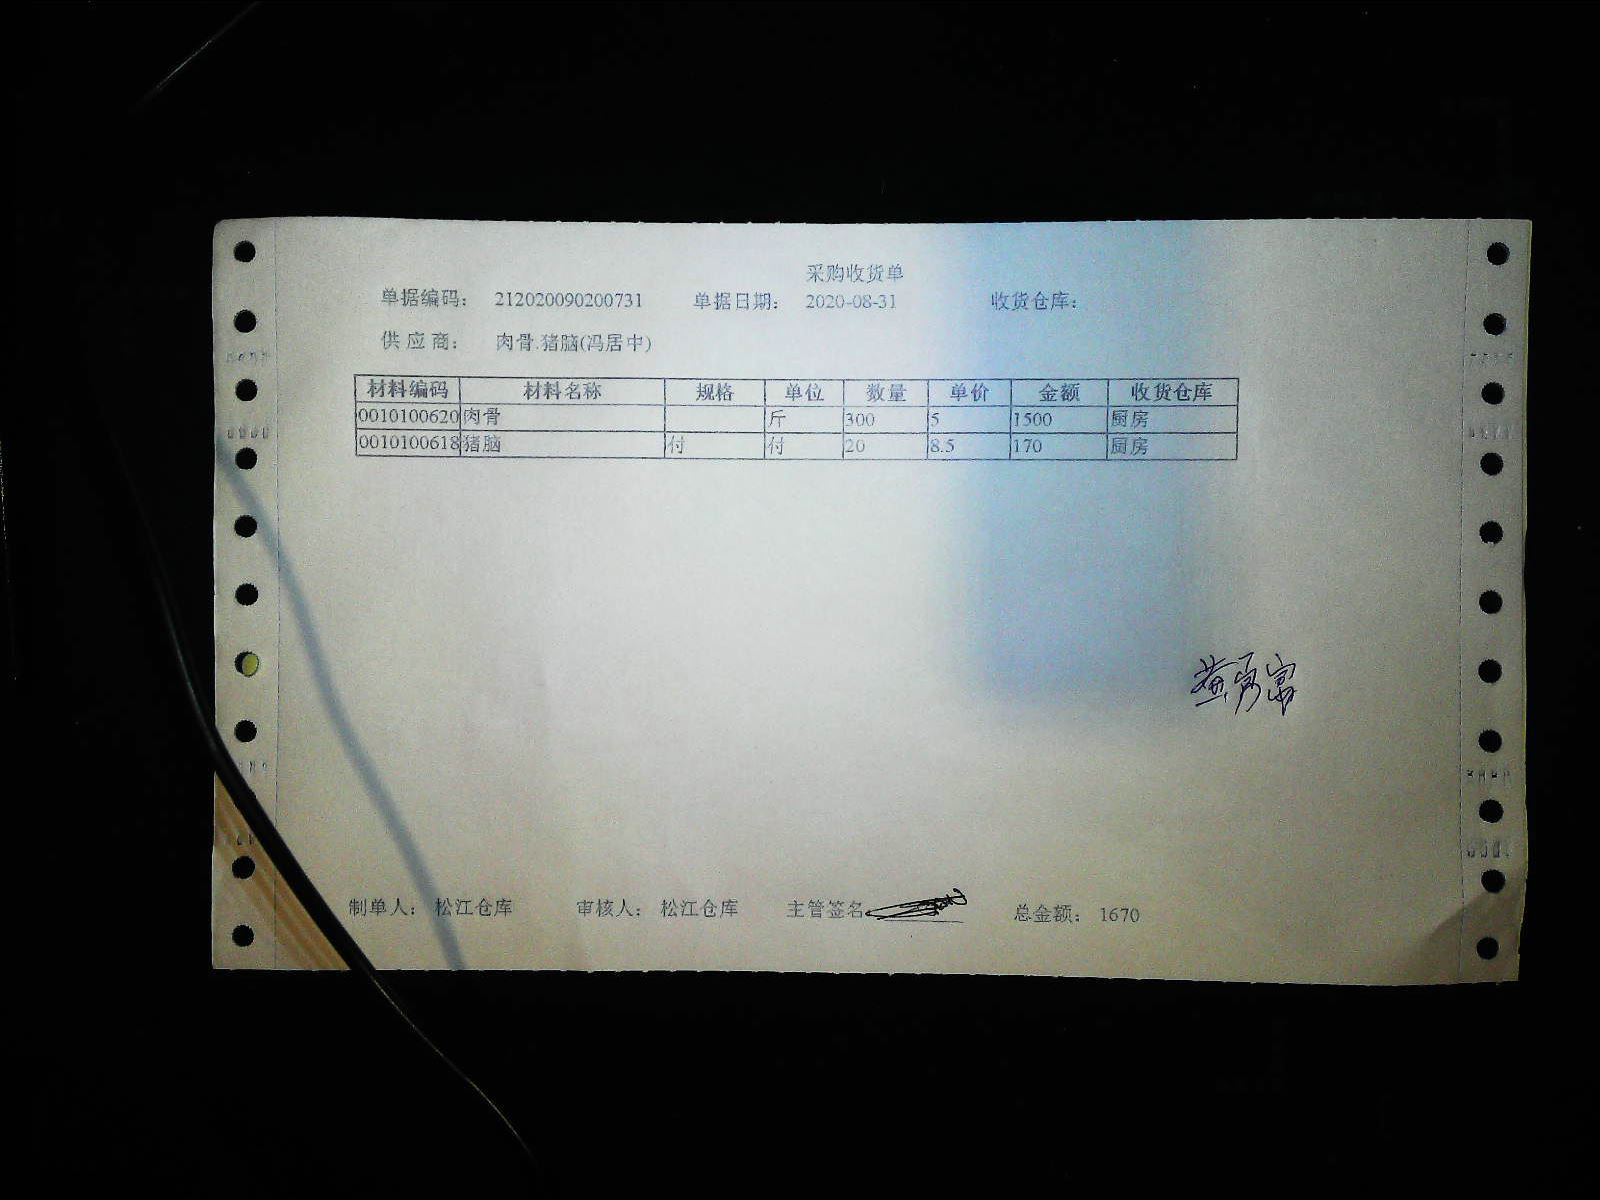 采购收货单
单据编码： 212020090200731 单据日期： 2020-08-31 收货仓库：
供应商： 肉骨.猪脑(冯居中)
材料编码 材料名称 规格 单位 数量 单价 金额 收货仓库
0010100620 肉骨 斤 300 5 1500 厨房
0010100618 猪脑 付 付 20 8.5 170 厨房
制单人： 松江仓库 审核人： 松江仓库 主管签名 总金额： 1670